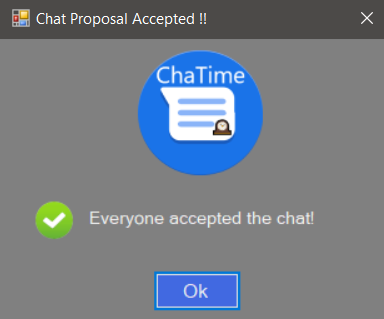 Chat Proposal Accepted !!
ChaTime
Everyone accepted the chat!
Ok